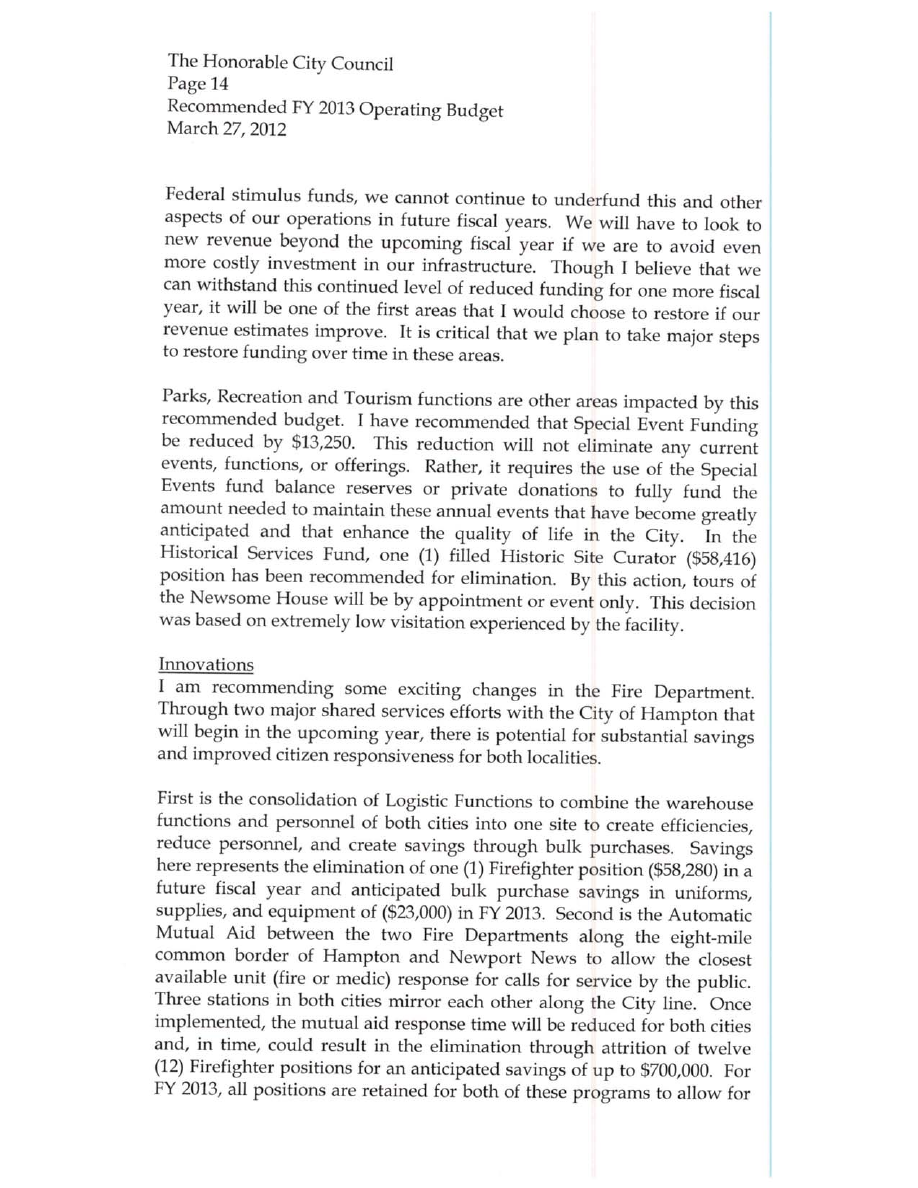 The Honorable City Council
Page 14
Recommended FY 2013 Operating Budget
March 27, 2012
Federal stimulus funds, we cannot continue to underfund this and other
aspects of our operations in future fiscal years. We will have to look to
new revenue beyond the upcoming fiscal year if we are to avoid even
more costly investment in our infrastructure. Though I believe that we
can withstand this continued level of reduced funding for one more fiscal
year, it will be one of the first areas that I would choose to restore if our
revenue estimates improve. It is critical that we plan to take major steps
to restore funding over time in these areas.
Parks, Recreation and Tourism functions are other areas impacted by this
recommended budget. I have recommended that Special Event Funding
be reduced by $13,250. This reduction will not eliminate any current
events, functions, or offerings. Rather, it requires the use of the Special
Events fund balance reserves or private donations to fully fund the
amount needed to maintain these annual events that have become greatly
anticipated and that enhance the quality of life in the City. In the
Historical Services Fund, one (1) filled Historic Site Curator ($58,416)
position has been recommended for elimination. By this action, tours of
the Newsome House will be by appointment or event only. This decision
was based on extremely low visitation experienced by the facility.
Innovations
I am recommending some exciting changes in the Fire Department.
Through two major shared services efforts with the City of Hampton that
will begin in the upcoming year, there is potential for substantial savings
and improved citizen responsiveness for both localities.
First is the consolidation of Logistic Functions to combine the warehouse
functions and personnel of both cities into one site to create efficiencies,
reduce personnel, and create savings through bulk purchases. Savings
here represents the elimination of one (1) Firefighter position ($58,280) in a
future fiscal year and anticipated bulk purchase savings in uniforms,
supplies, and equipment of ($23,000) in FY 2013. Second is the Automatic
Mutual Aid between the two Fire Departments along the eight-mile
common border of Hampton and Newport News to allow the closest
available unit (fire or medic) response for calls for service by the public.
Three stations in both cities mirror each other along the City line. Once
implemented, the mutual aid response time will be reduced for both cities
and, in time, could result in the elimination through attrition of twelve
(12) Firefighter positions for an anticipated savings of up to $700,000. For
FY 2013, all positions are retained for both of these programs to allow for